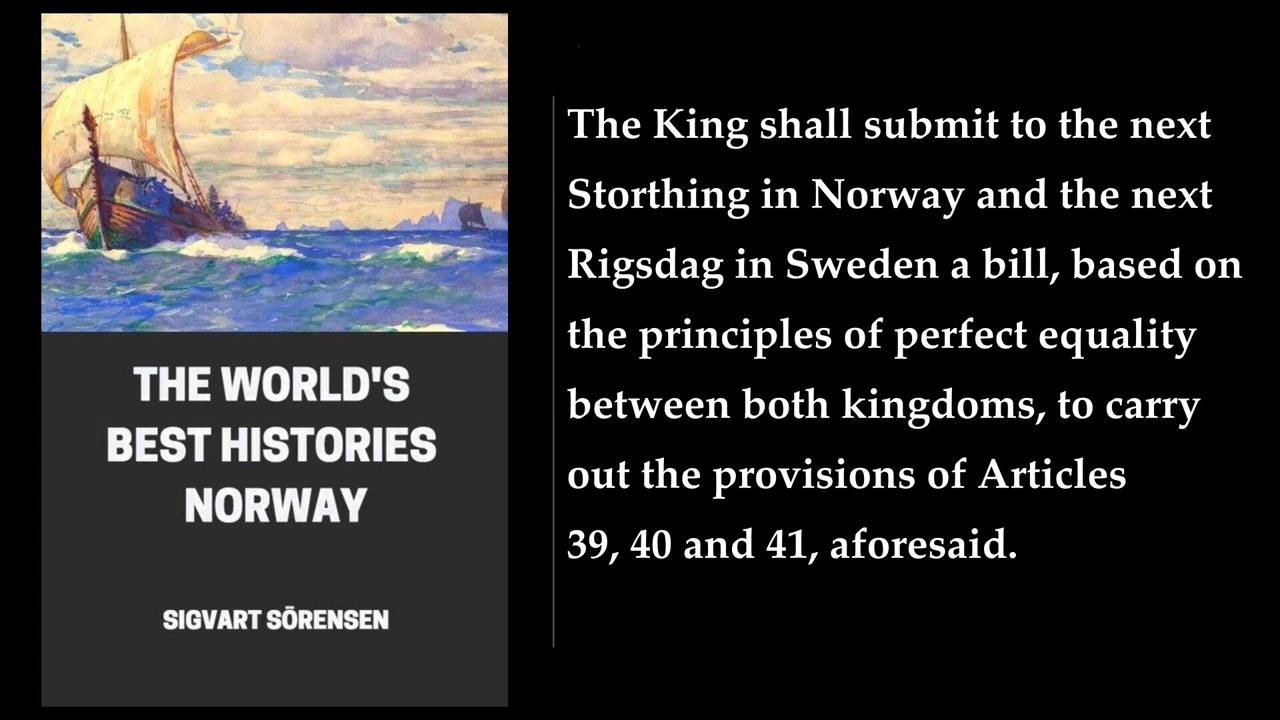 THE WORLD'S
BEST HISTORIES
NORWAY
SIGVART SÖRENSEN
The King shall submit to the next
Storthing in Norway and the next
Rigsdag in Sweden a bill, based on
the principles of perfect equality
between both kingdoms, to carry
out the provisions of Articles
39, 40 and 41, aforesaid.